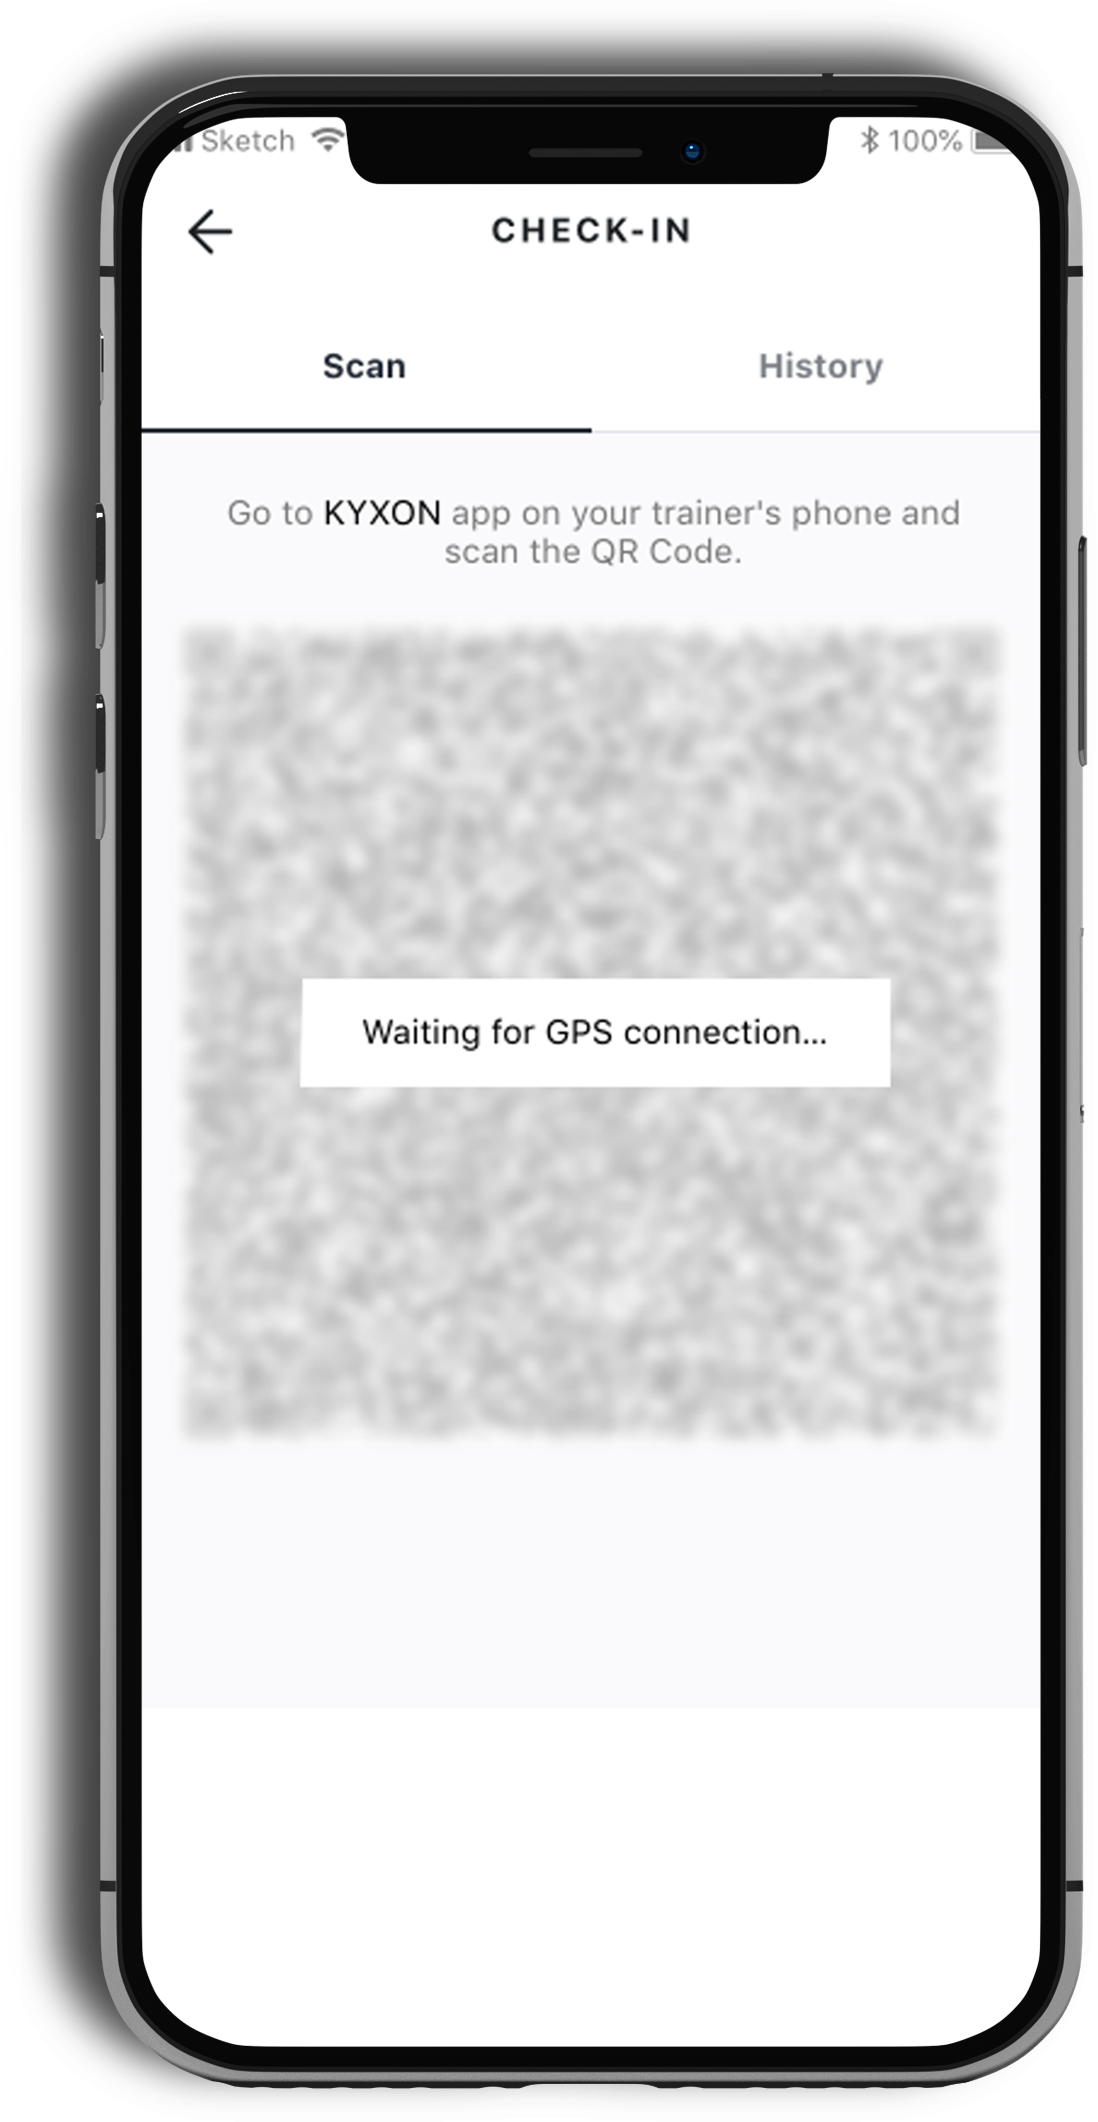 Sketch 100%
CHECK-IN
Scan History
Go to KYXON app on your trainer's phone and
scan the QR Code.
Waiting for GPS connection...